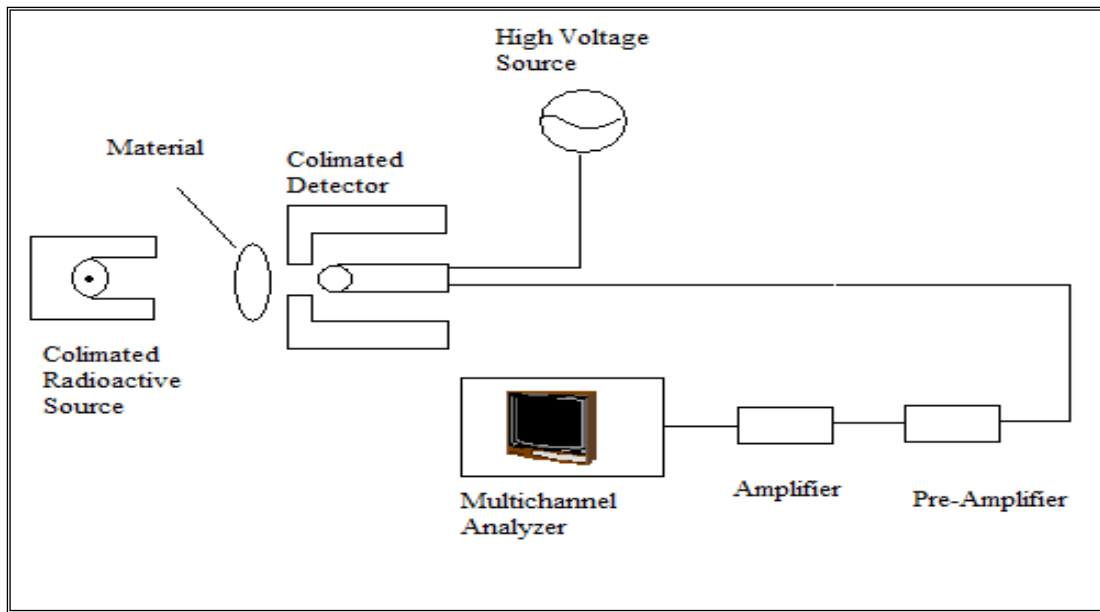 High Voltage
Source
Material
Colimated
Detector
Colimated
Radioactive
Source
Multichannel
Analyzer
Amplifier
Pre-Amplifier